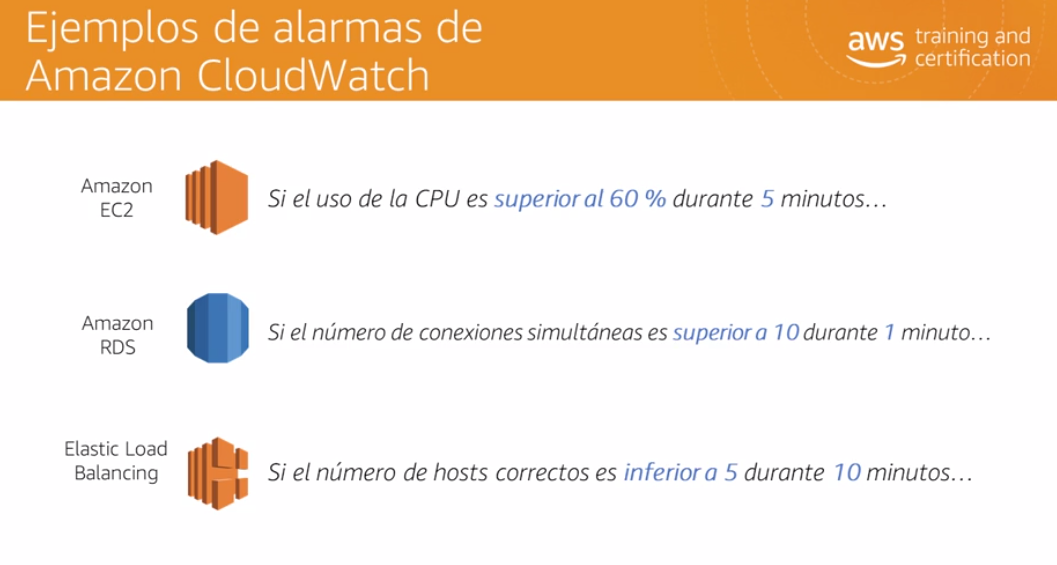 Ejemplos de alarmas de
Amazon CloudWatch
aws training and
certification
Amazon
EC2
Si el uso de la CPU es superior al 60 % durante 5 minutos...
Amazon
RDS
Si el número de conexiones simultáneas es superior a 10 durante 1 minuto...
Elastic Load
Balancing
Si el número de hosts correctos es inferior a 5 durante 10 minutos...